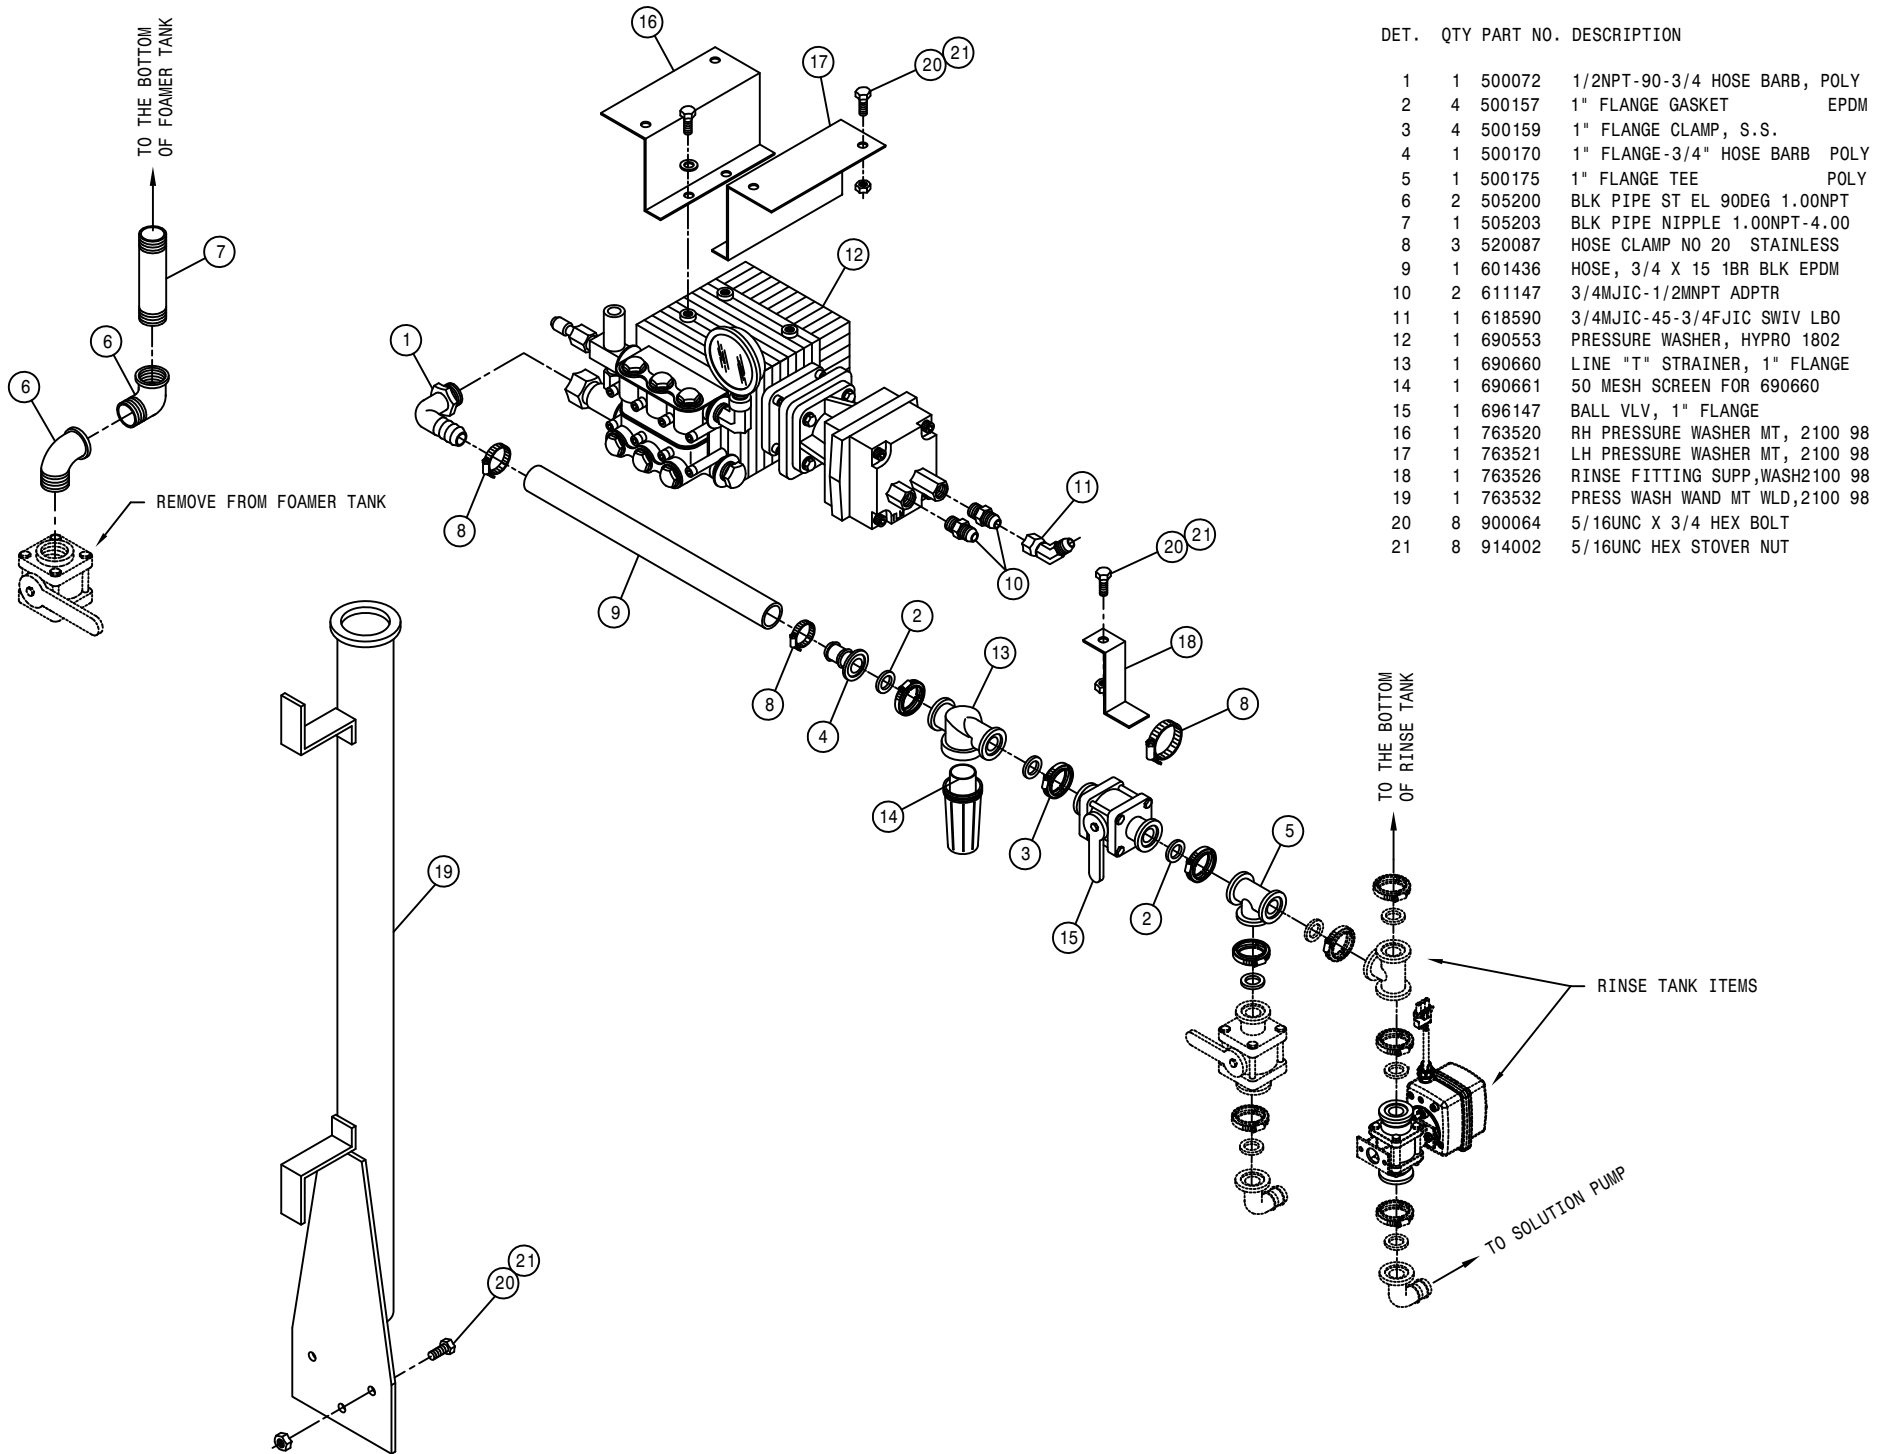 DET. QTY PART NO. DESCRIPTION
1 1 500072 1/2NPT-90-3/4 HOSE BARB, POLY
2 4 500157 1" FLANGE GASKET EPDM
3 4 500159 1" FLANGE CLAMP, S.S.
4 1 500170 1" FLANGE-3/4" HOSE BARB POLY
5 1 500175 1" FLANGE TEE POLY
6 2 505200 BLK PIPE ST EL 90DEG 1.00NPT
7 1 505203 BLK PIPE NIPPLE 1.00NPT-4.00
8 3 520087 HOSE CLAMP NO 20 STAINLESS
9 1 601436 HOSE, 3/4 X 15 1BR BLK EPDM
10 2 611147 3/4MJIC-1/2MNPT ADPTR
11 1 618590 3/4MJIC-45-3/4FJIC SWIV LBO
12 1 690553 PRESSURE WASHER, HYPRO 1802
13 1 690660 LINE "T" STRAINER, 1" FLANGE
14 1 690661 50 MESH SCREEN FOR 690660
15 1 696147 BALL VLV, 1" FLANGE
16 1 763520 RH PRESSURE WASHER MT, 2100 98
17 1 763521 LH PRESSURE WASHER MT, 2100 98
18 1 763526 RINSE FITTING SUPP,WASH2100 98
19 1 763532 PRESS WASH WAND MT WLD,2100 98
20 8 900064 5/16UNC X 3/4 HEX BOLT
21 8 914002 5/16UNC HEX STOVER NUT
TO THE BOTTOM
OF FOAMER TANK
16
17
20 21
7
12
6
1
6
REMOVE FROM FOAMER TANK
8
11
10
20 21
9
2
18
13
8
8
4
TO THE BOTTOM
OF RINSE TANK
14
3
5
19
2
15
RINSE TANK ITEMS
TO SOLUTION PUMP
21
20